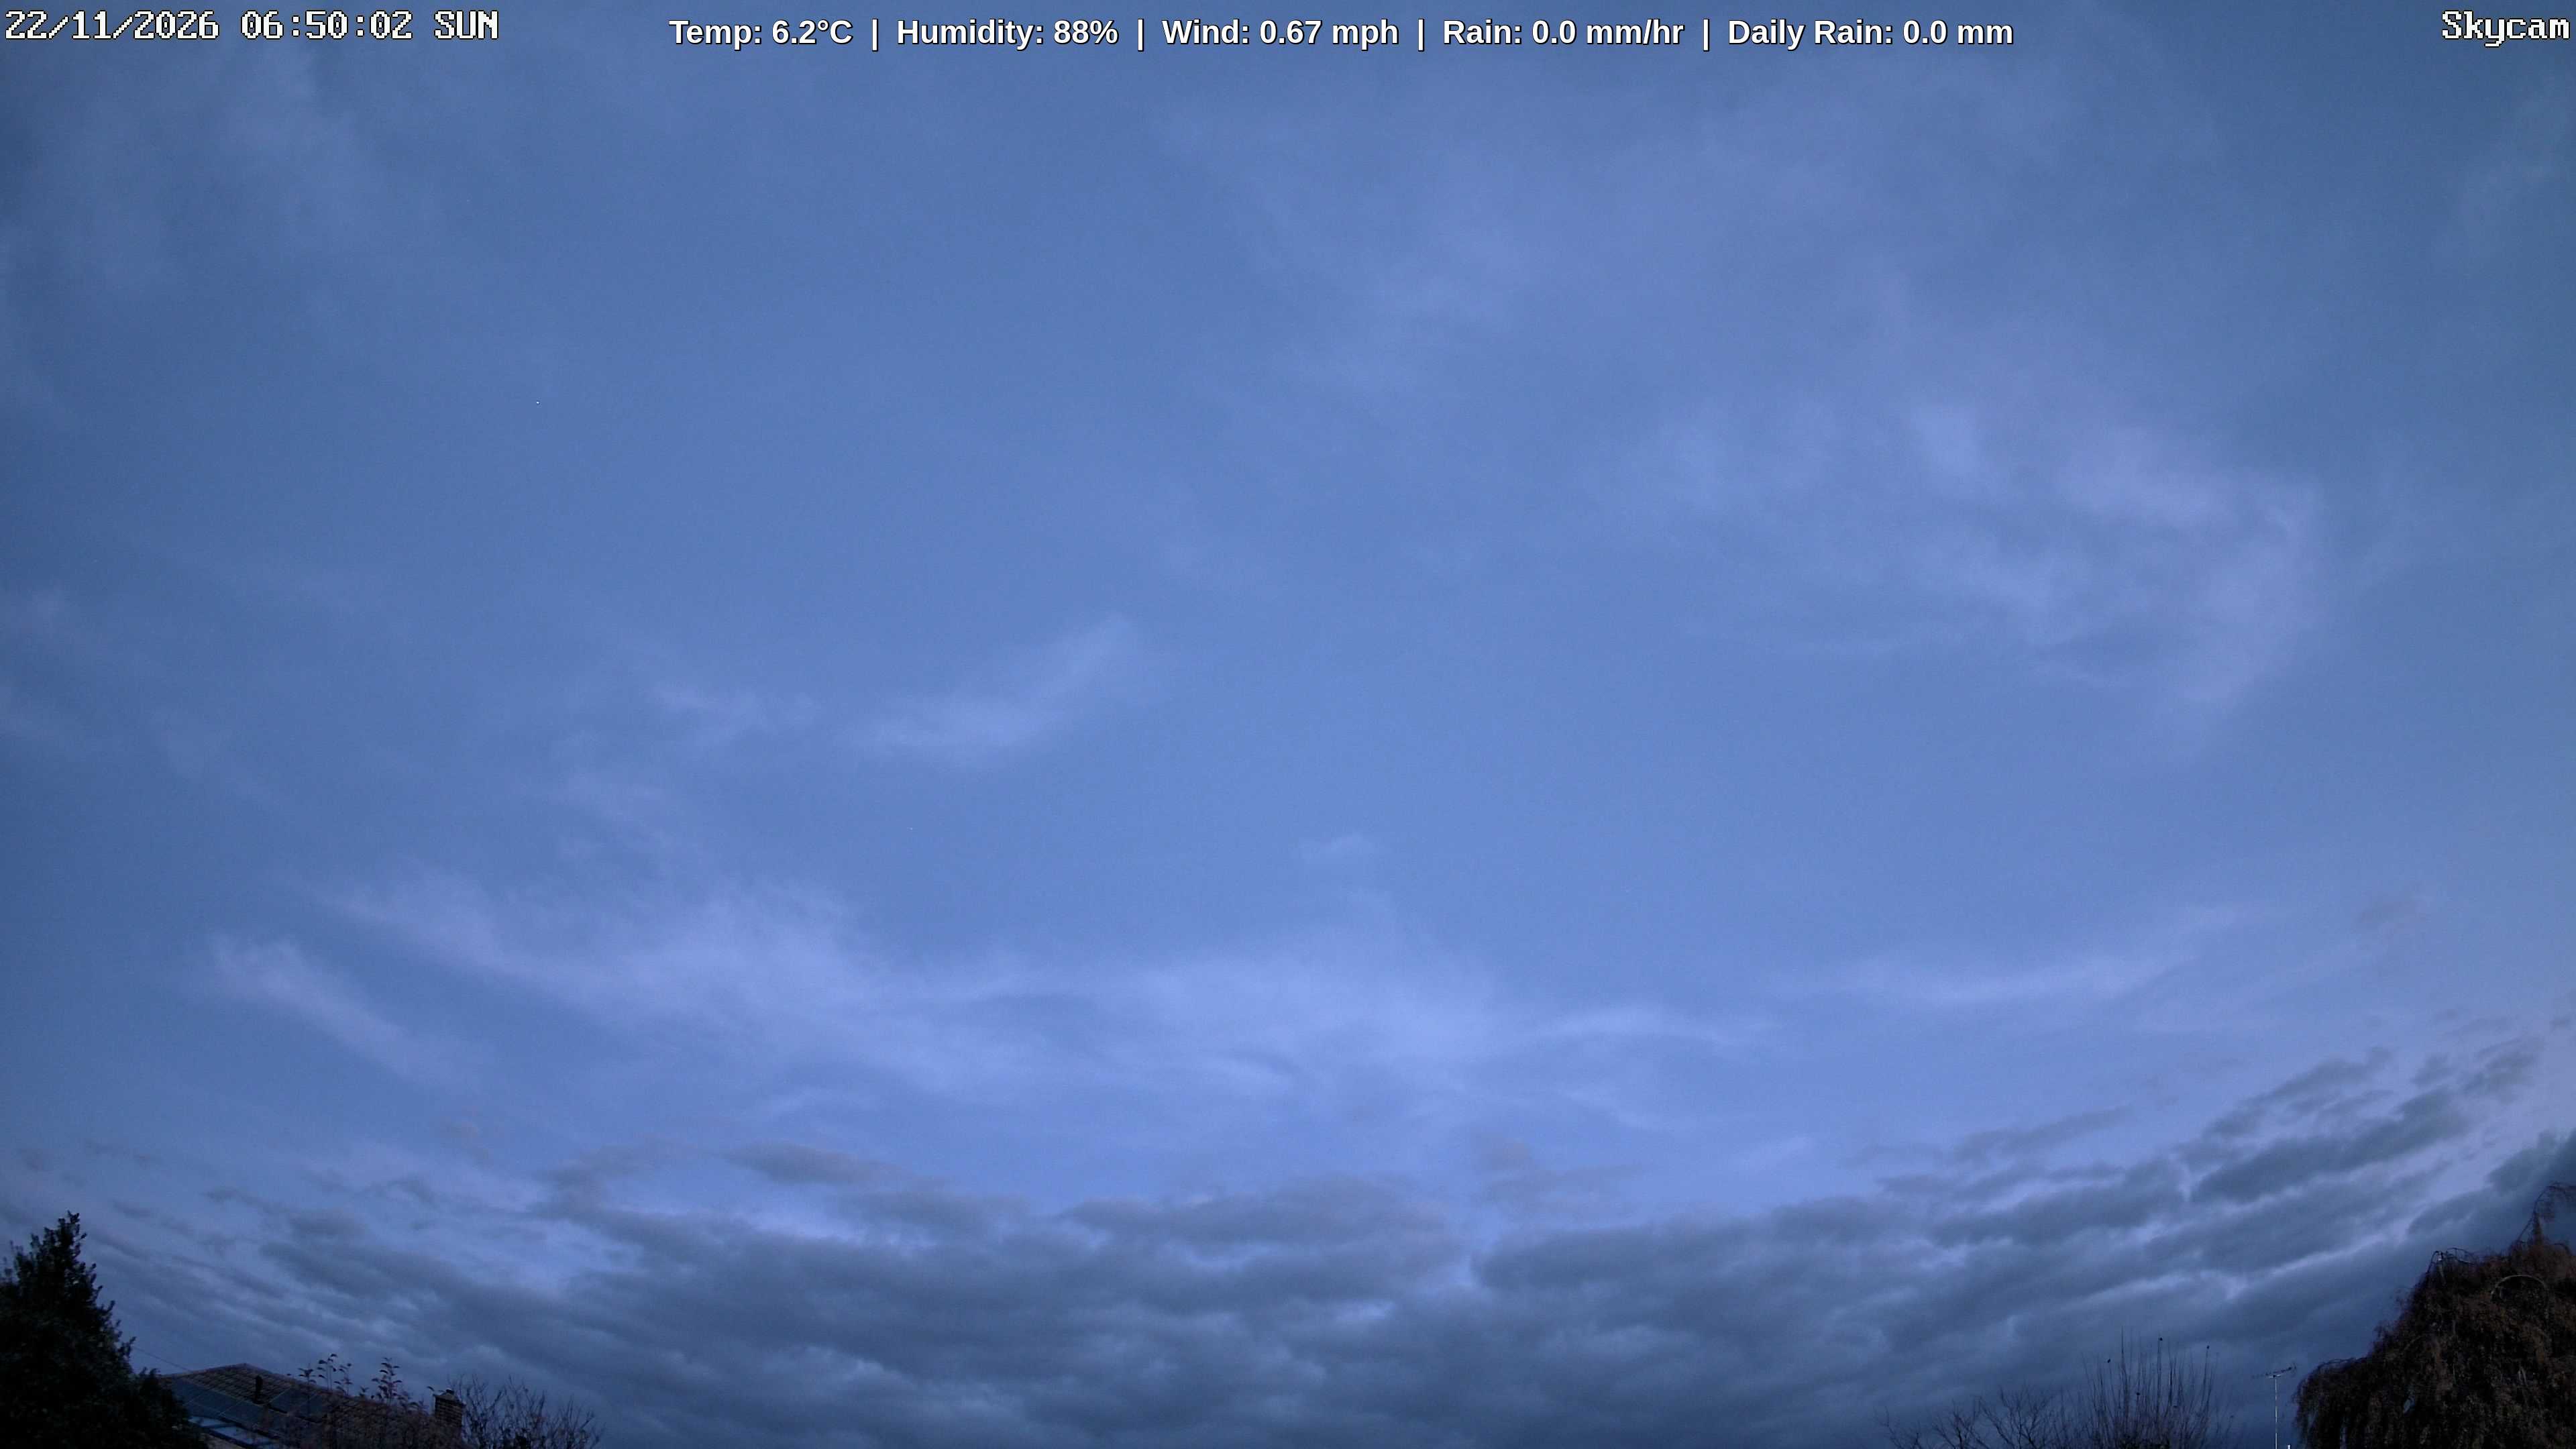 22/11/2026 06:50:02 SUN
Temp: 6.2°C | Humidity: 88% | Wind: 0.67 mph | Rain: 0.0 mm/hr | Daily Rain: 0.0 mm
Skycam